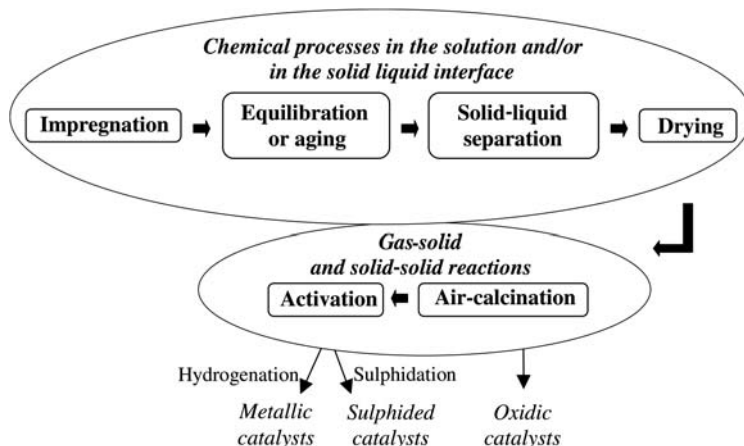 Chemical processes in the solution and/or
in the solid liquid interface
Impregnation
Equilibration
or aging
Solid-liquid
separation
Drying
Gas-solid
and solid-solid reactions
Activation
Air-calcination
Hydrogenation
Sulphidation
Metallic
catalysts
Sulphided
catalysts
Oxidic
catalysts